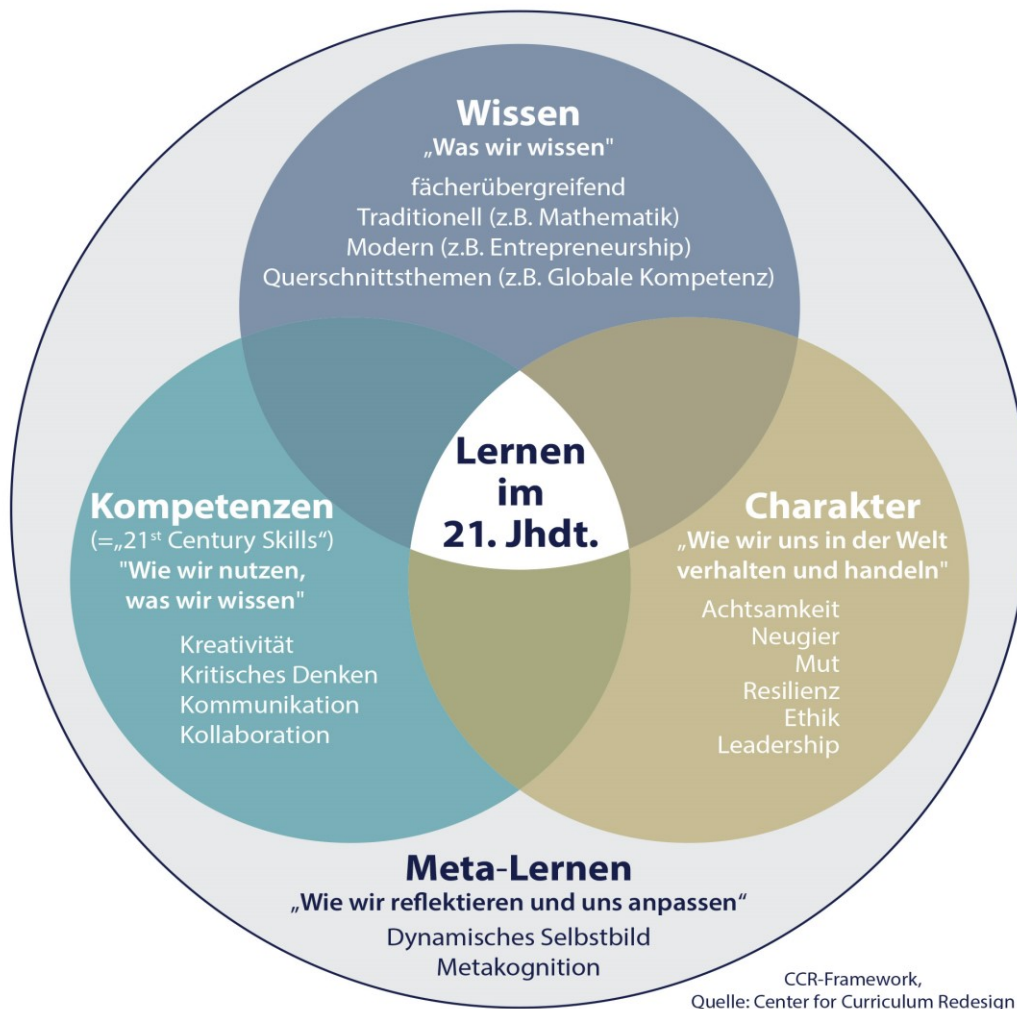 Wissen
„Was wir wissen"
fächerübergreifend
Traditionell (z.B. Mathematik)
Modern (z.B. Entrepreneurship)
Querschnittsthemen (z.B. Globale Kompetenz)
Lernen
im
21. Jhdt.
Kompetenzen
(=„21st Century Skills“)
"Wie wir nutzen,
was wir wissen"
Kreativität
Kritisches Denken
Kommunikation
Kollaboration
Charakter
„Wie wir uns in der Welt
verhalten und handeln"
Achtsamkeit
Neugier
Mut
Resilienz
Ethik
Leadership
Meta-Lernen
„Wie wir reflektieren und uns anpassen“
Dynamisches Selbstbild
Metakognition
CCR-Framework,
Quelle: Center for Curriculum Redesign